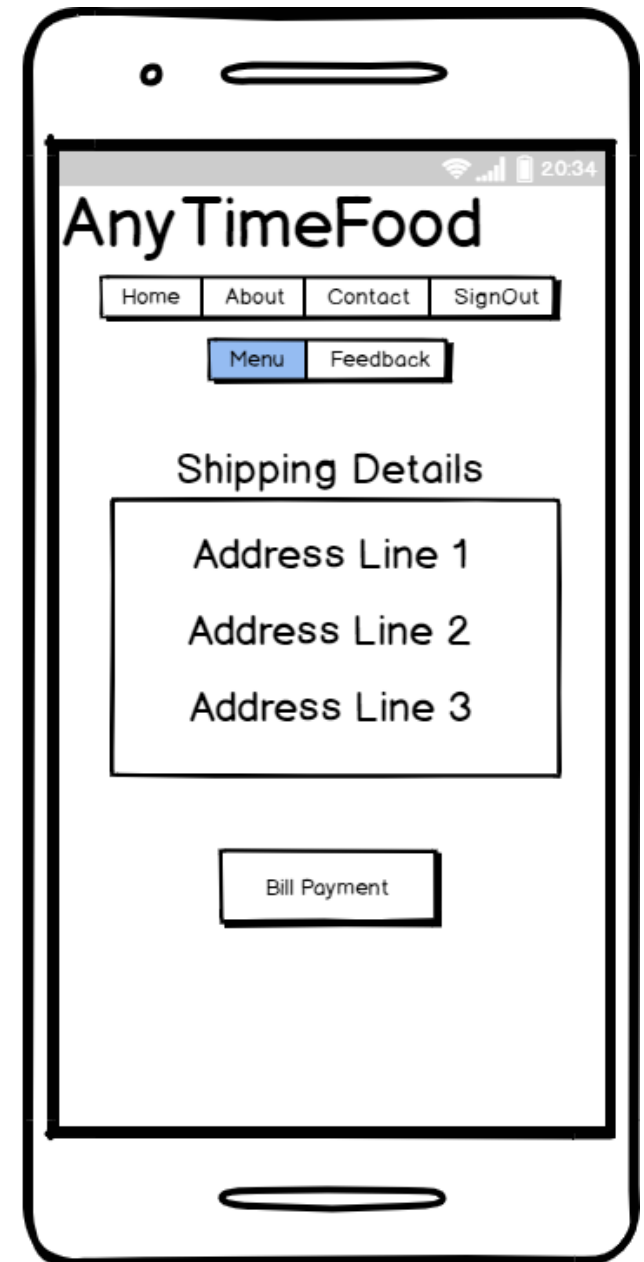 20:34
AnyTimeFood
Home About Contact SignOut
Menu Feedback
Shipping Details
Address Line 1
Address Line 2
Address Line 3
Bill Payment